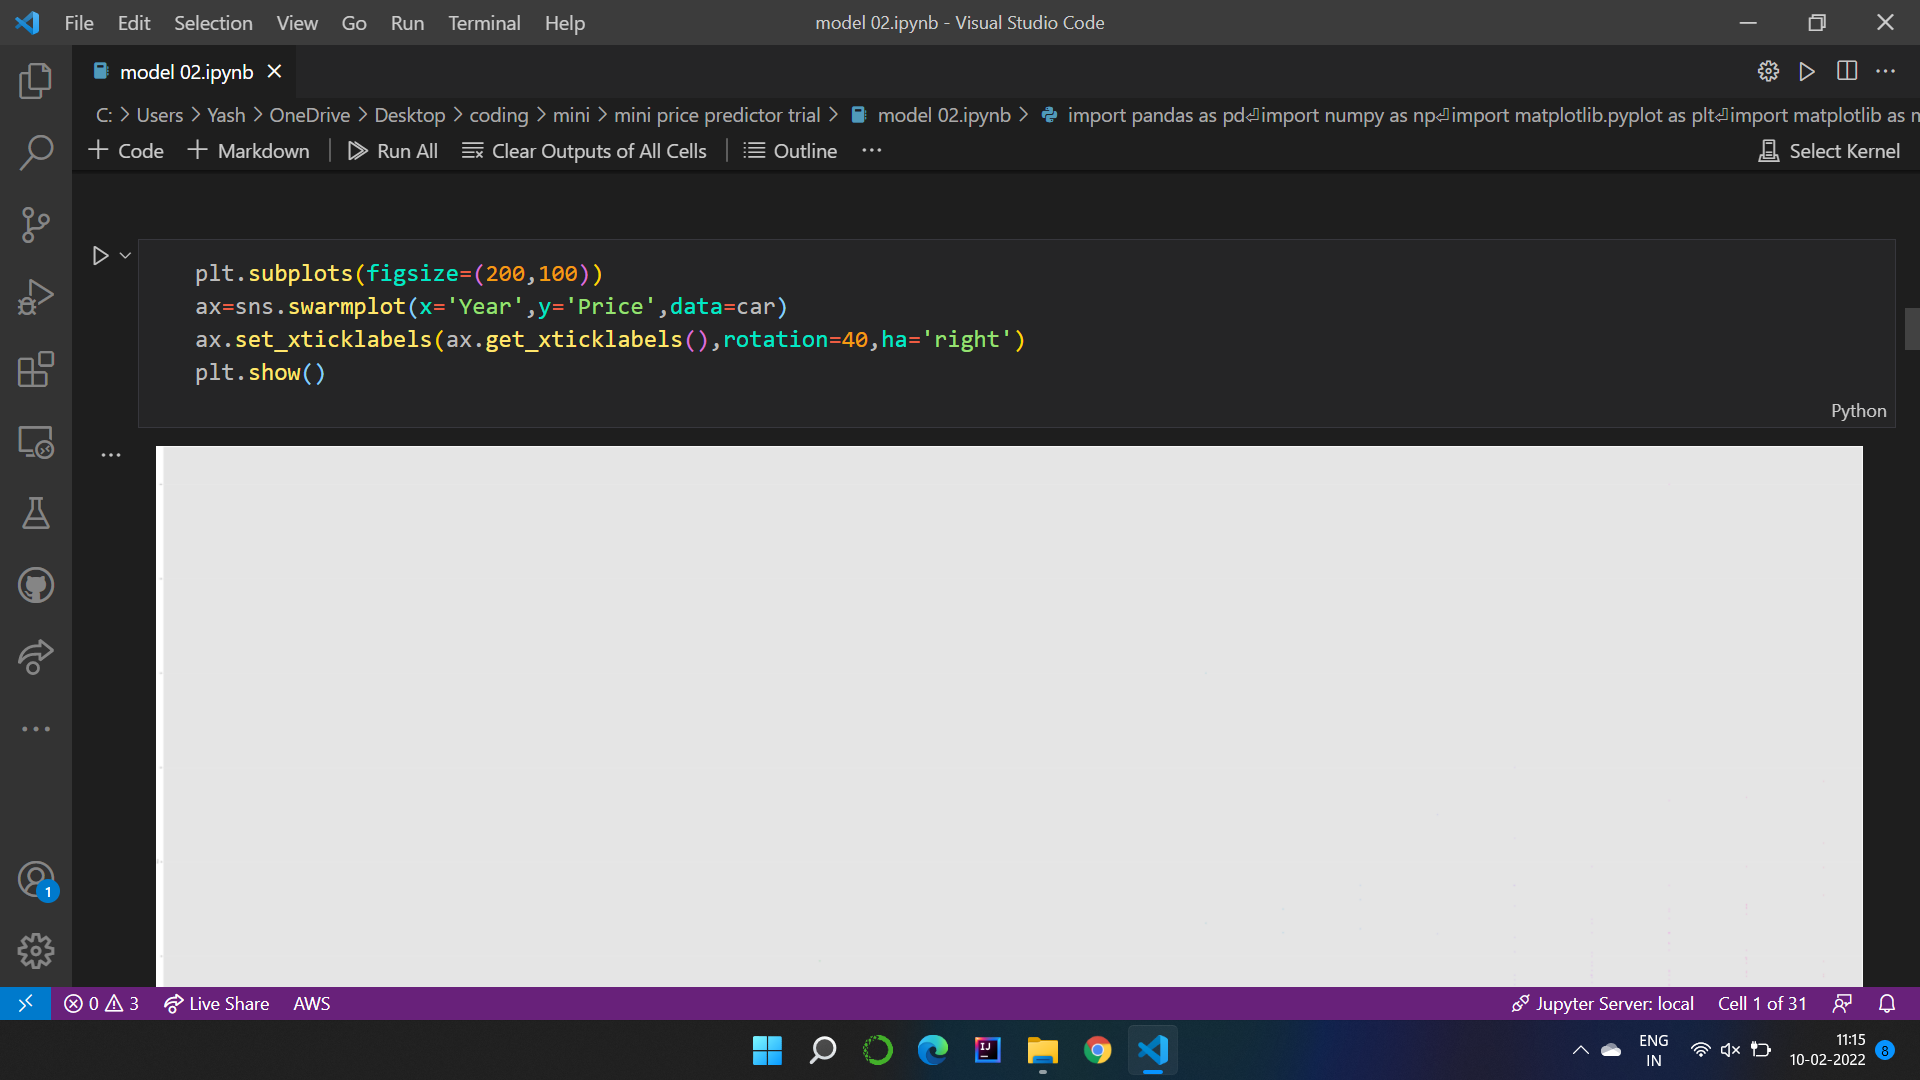 File Edit Selection View Go Run Terminal Help
model 02.ipynb - Visual Studio Code
model 02.ipynb
C: > Users > Yash > OneDrive > Desktop > coding > mini > mini price predictor trial > model 02.ipynb > import pandas as pd⏎import numpy as np⏎import matplotlib.pyplot as plt⏎import matplotlib as m
+ Code + Markdown Run All Clear Outputs of All Cells Outline ···
Select Kernel
plt.subplots(figsize=(200,100))
ax=sns.swarmplot(x='Year',y='Price',data=car)
ax.set_xticklabels(ax.get_xticklabels(),rotation=40,ha='right')
plt.show()
Python
1
0 3 Live Share AWS
Jupyter Server: local Cell 1 of 31
IJ
ENG
IN
11:15
10-02-2022
8